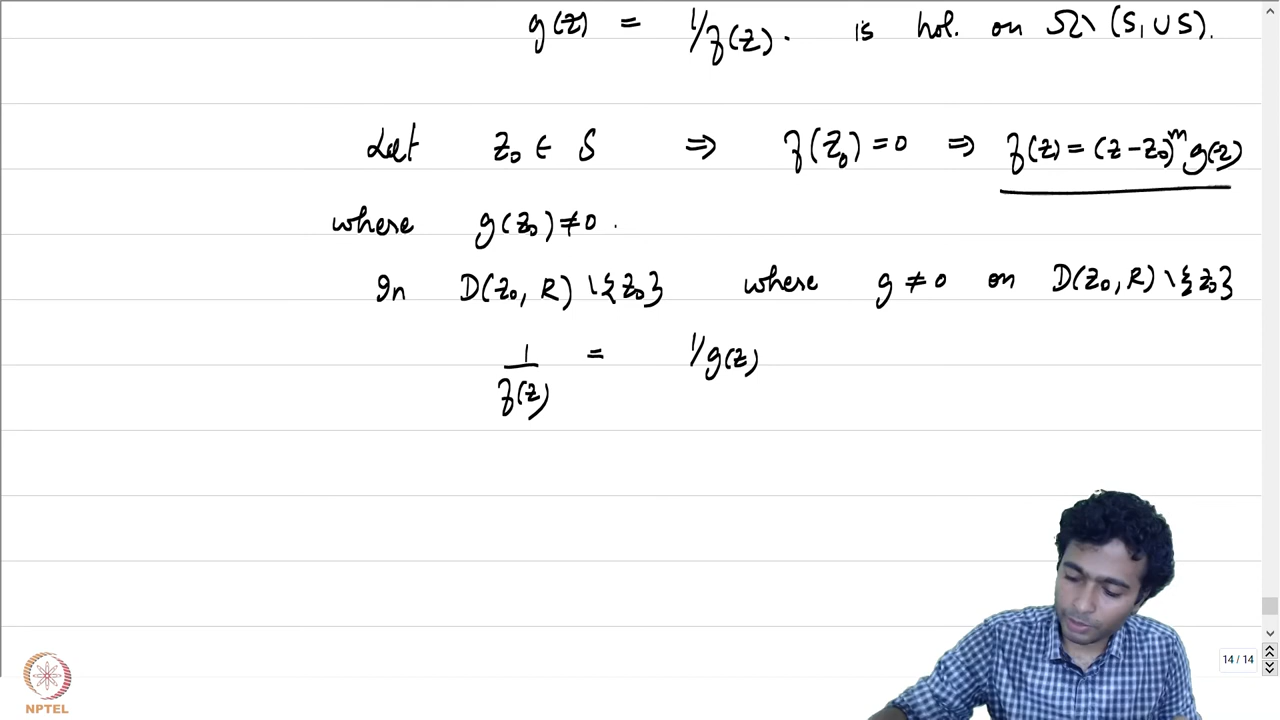 g(z) = 1/f(z). is hol. on Ω\(S₁∪S).
Let z₀ ∈ S ⇒ f(z₀)=0 ⇒ f(z)=(z-z₀)ᵐg(z)
where g(z₀)≠0.
In D(z₀, R)\{z₀} where g≠0 on D(z₀, R)\{z₀}
1/f(z) = 1/g(z)
14 / 14
NPTEL